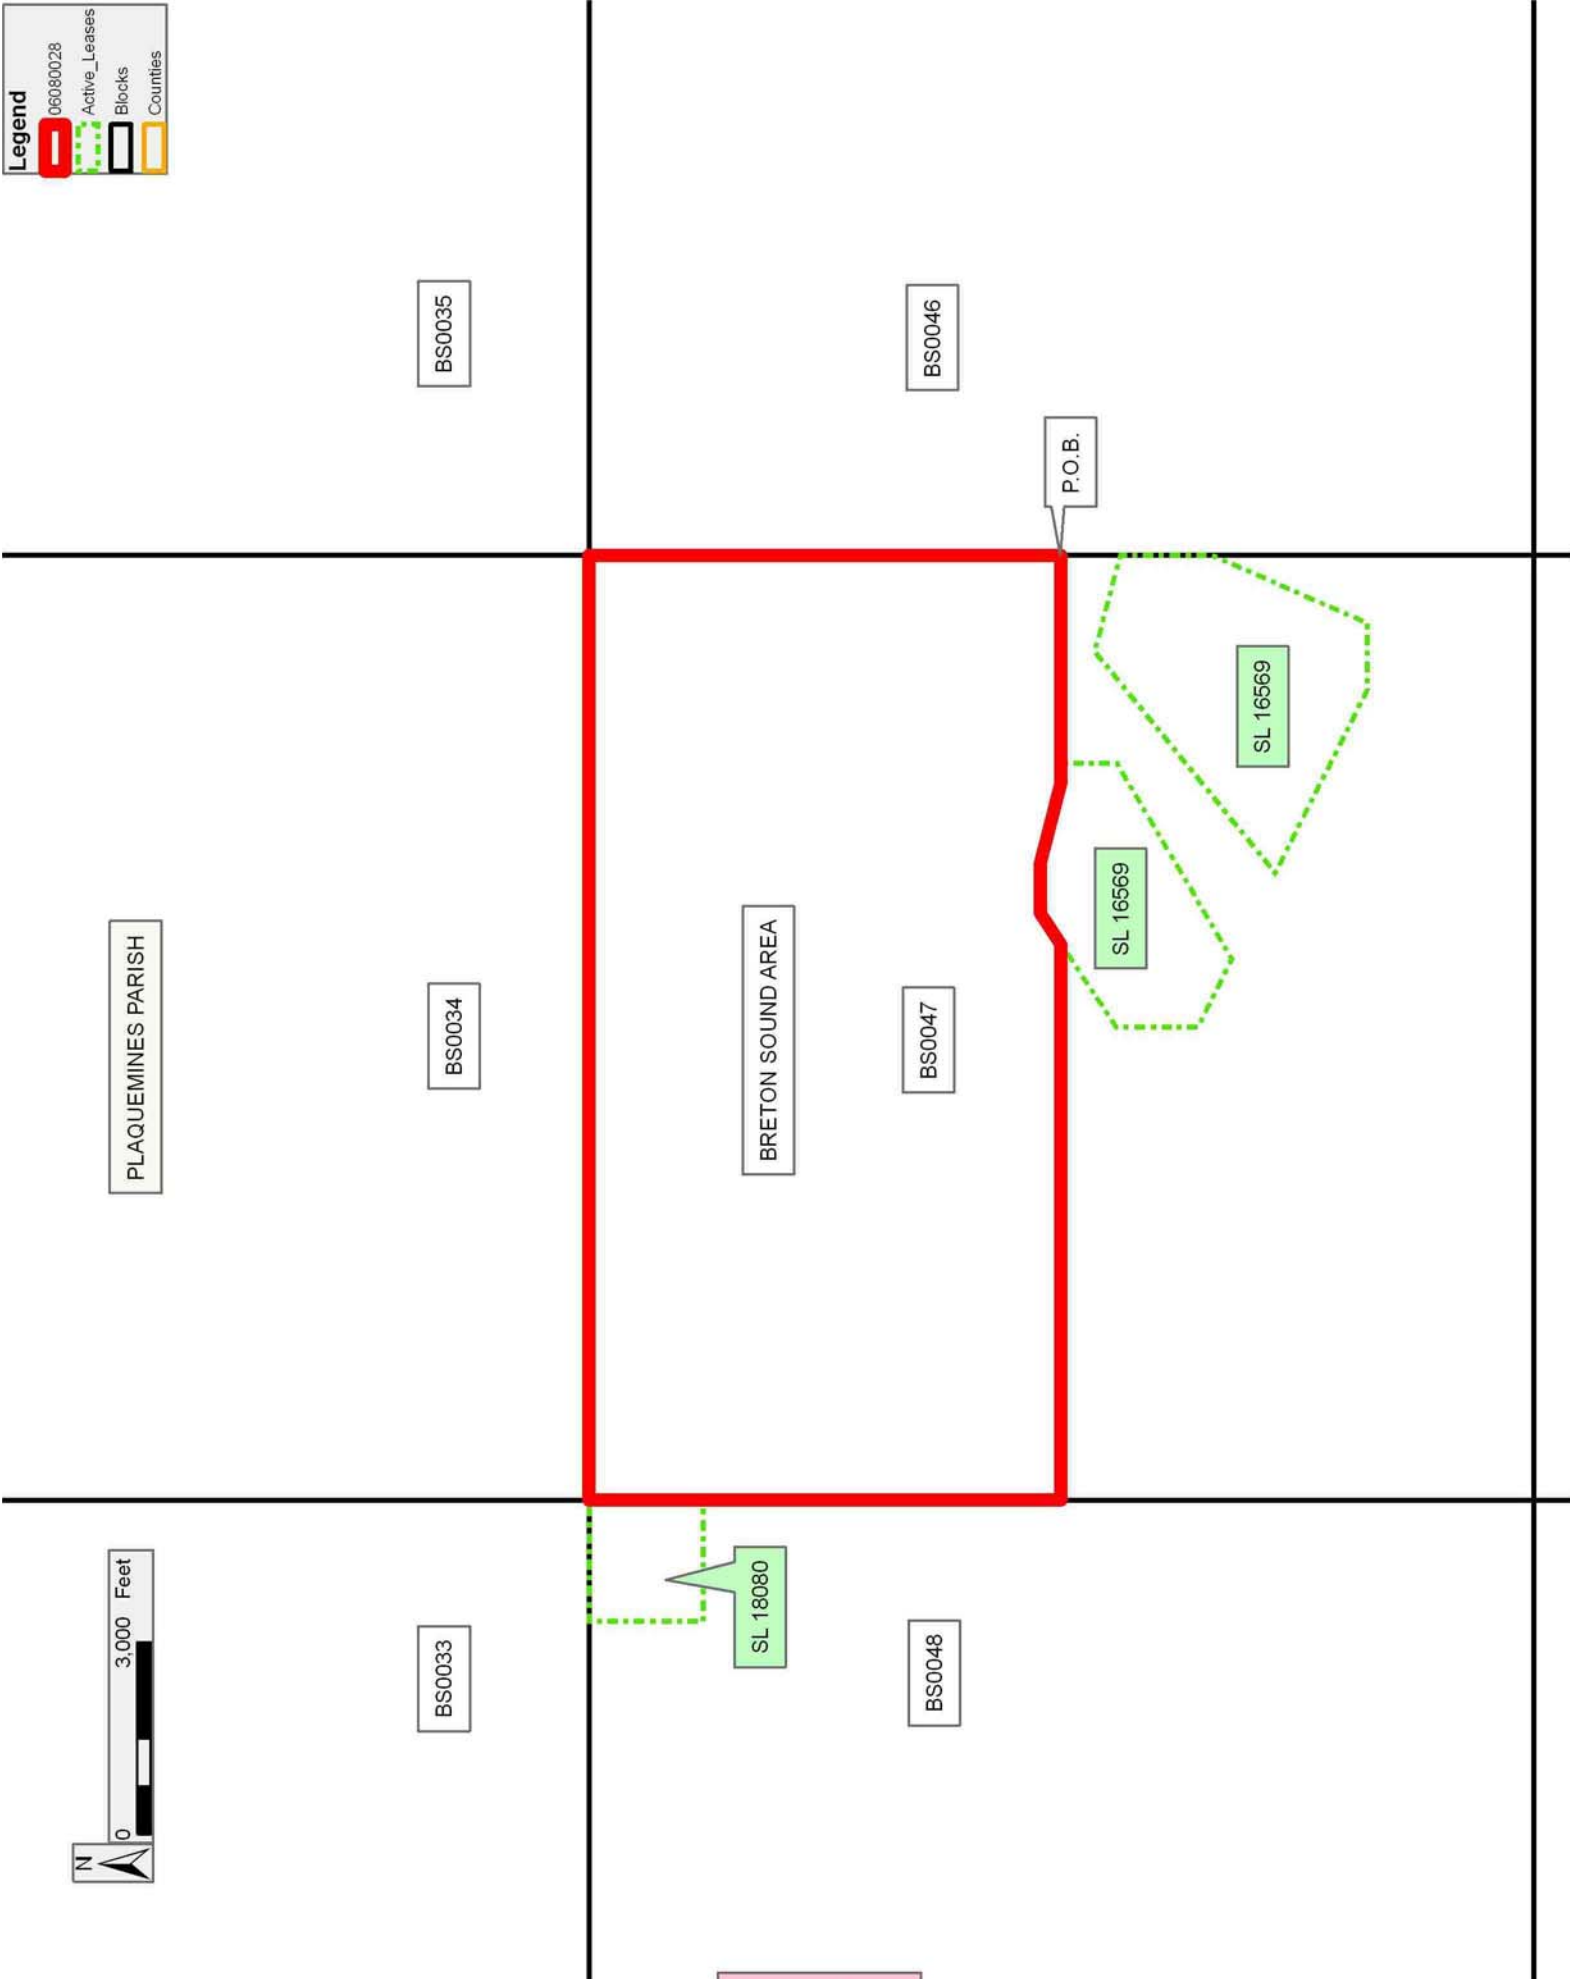 N
0 3,000 Feet
PLAQUEMINES PARISH
Legend
06080028
Active_Leases
Blocks
Counties
BS0033
BS0034
BS0035
SL 18080
BRETON SOUND AREA
BS0048
BS0047
BS0046
P.O.B.
SL 16569
SL 16569